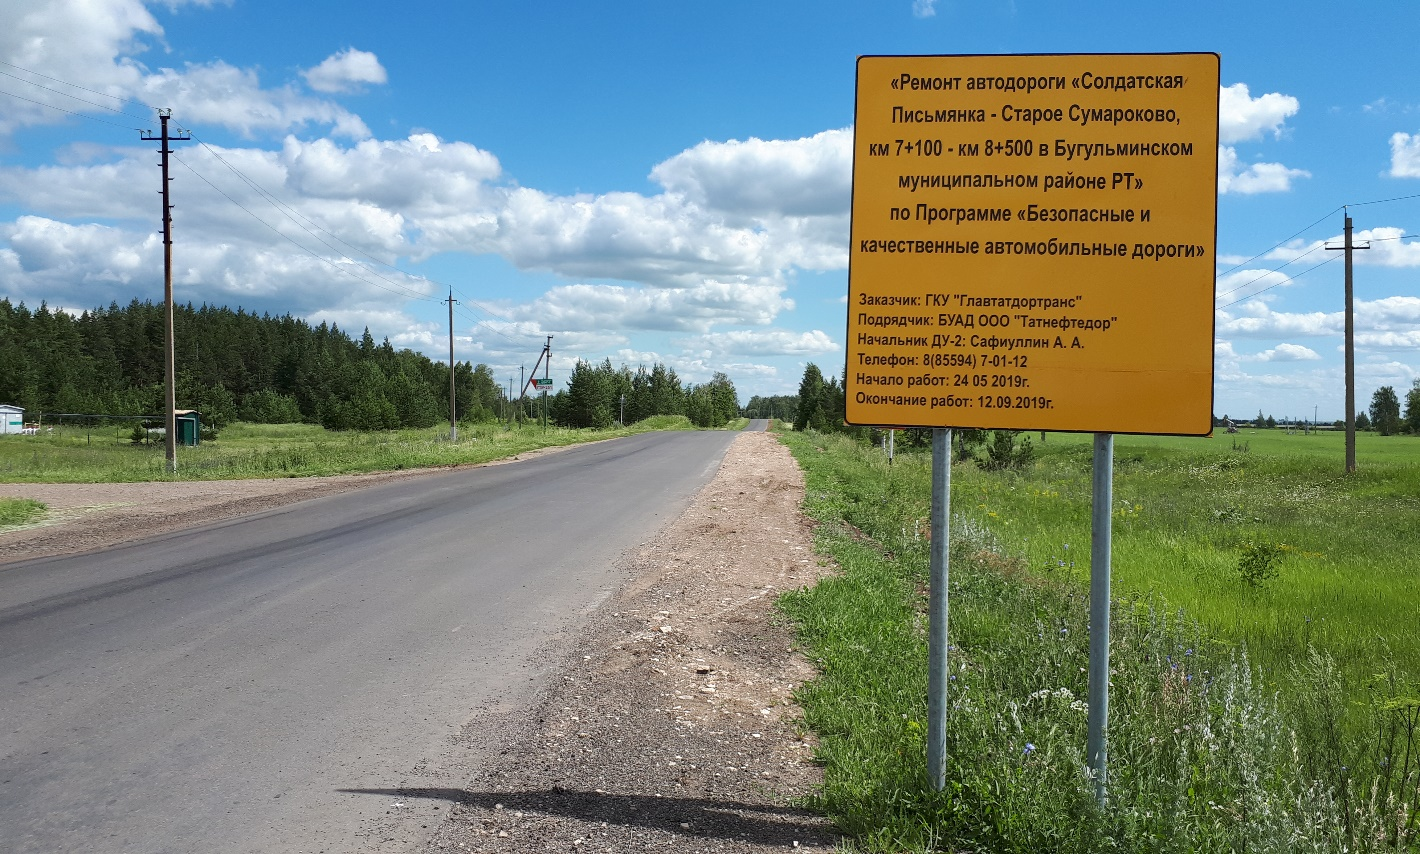 «Ремонт автодороги «Солдатская
Письмянка - Старое Сумароково,
км 7+100 - км 8+500 в Бугульминском
муниципальном районе РТ»
по Программе «Безопасные и
качественные автомобильные дороги»
Заказчик: ГКУ "Главтатдортранс"
Подрядчик: БУАД ООО "Татнефтедор"
Начальник ДУ-2: Сафиуллин А. А.
Телефон: 8(85594) 7-01-12
Начало работ: 24 05 2019г.
Окончание работ: 12.09.2019г.